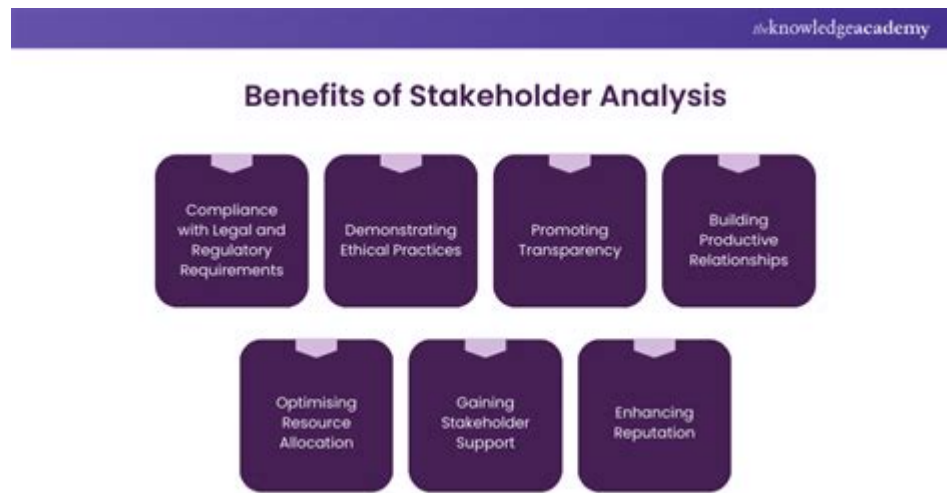 theknowledgeacademy
Benefits of Stakeholder Analysis
Compliance
with Legal and
Regulatory
Requirements
Demonstrating
Ethical Practices
Promoting
Transparency
Building
Productive
Relationships
Optimising
Resource
Allocation
Gaining
Stakeholder
Support
Enhancing
Reputation